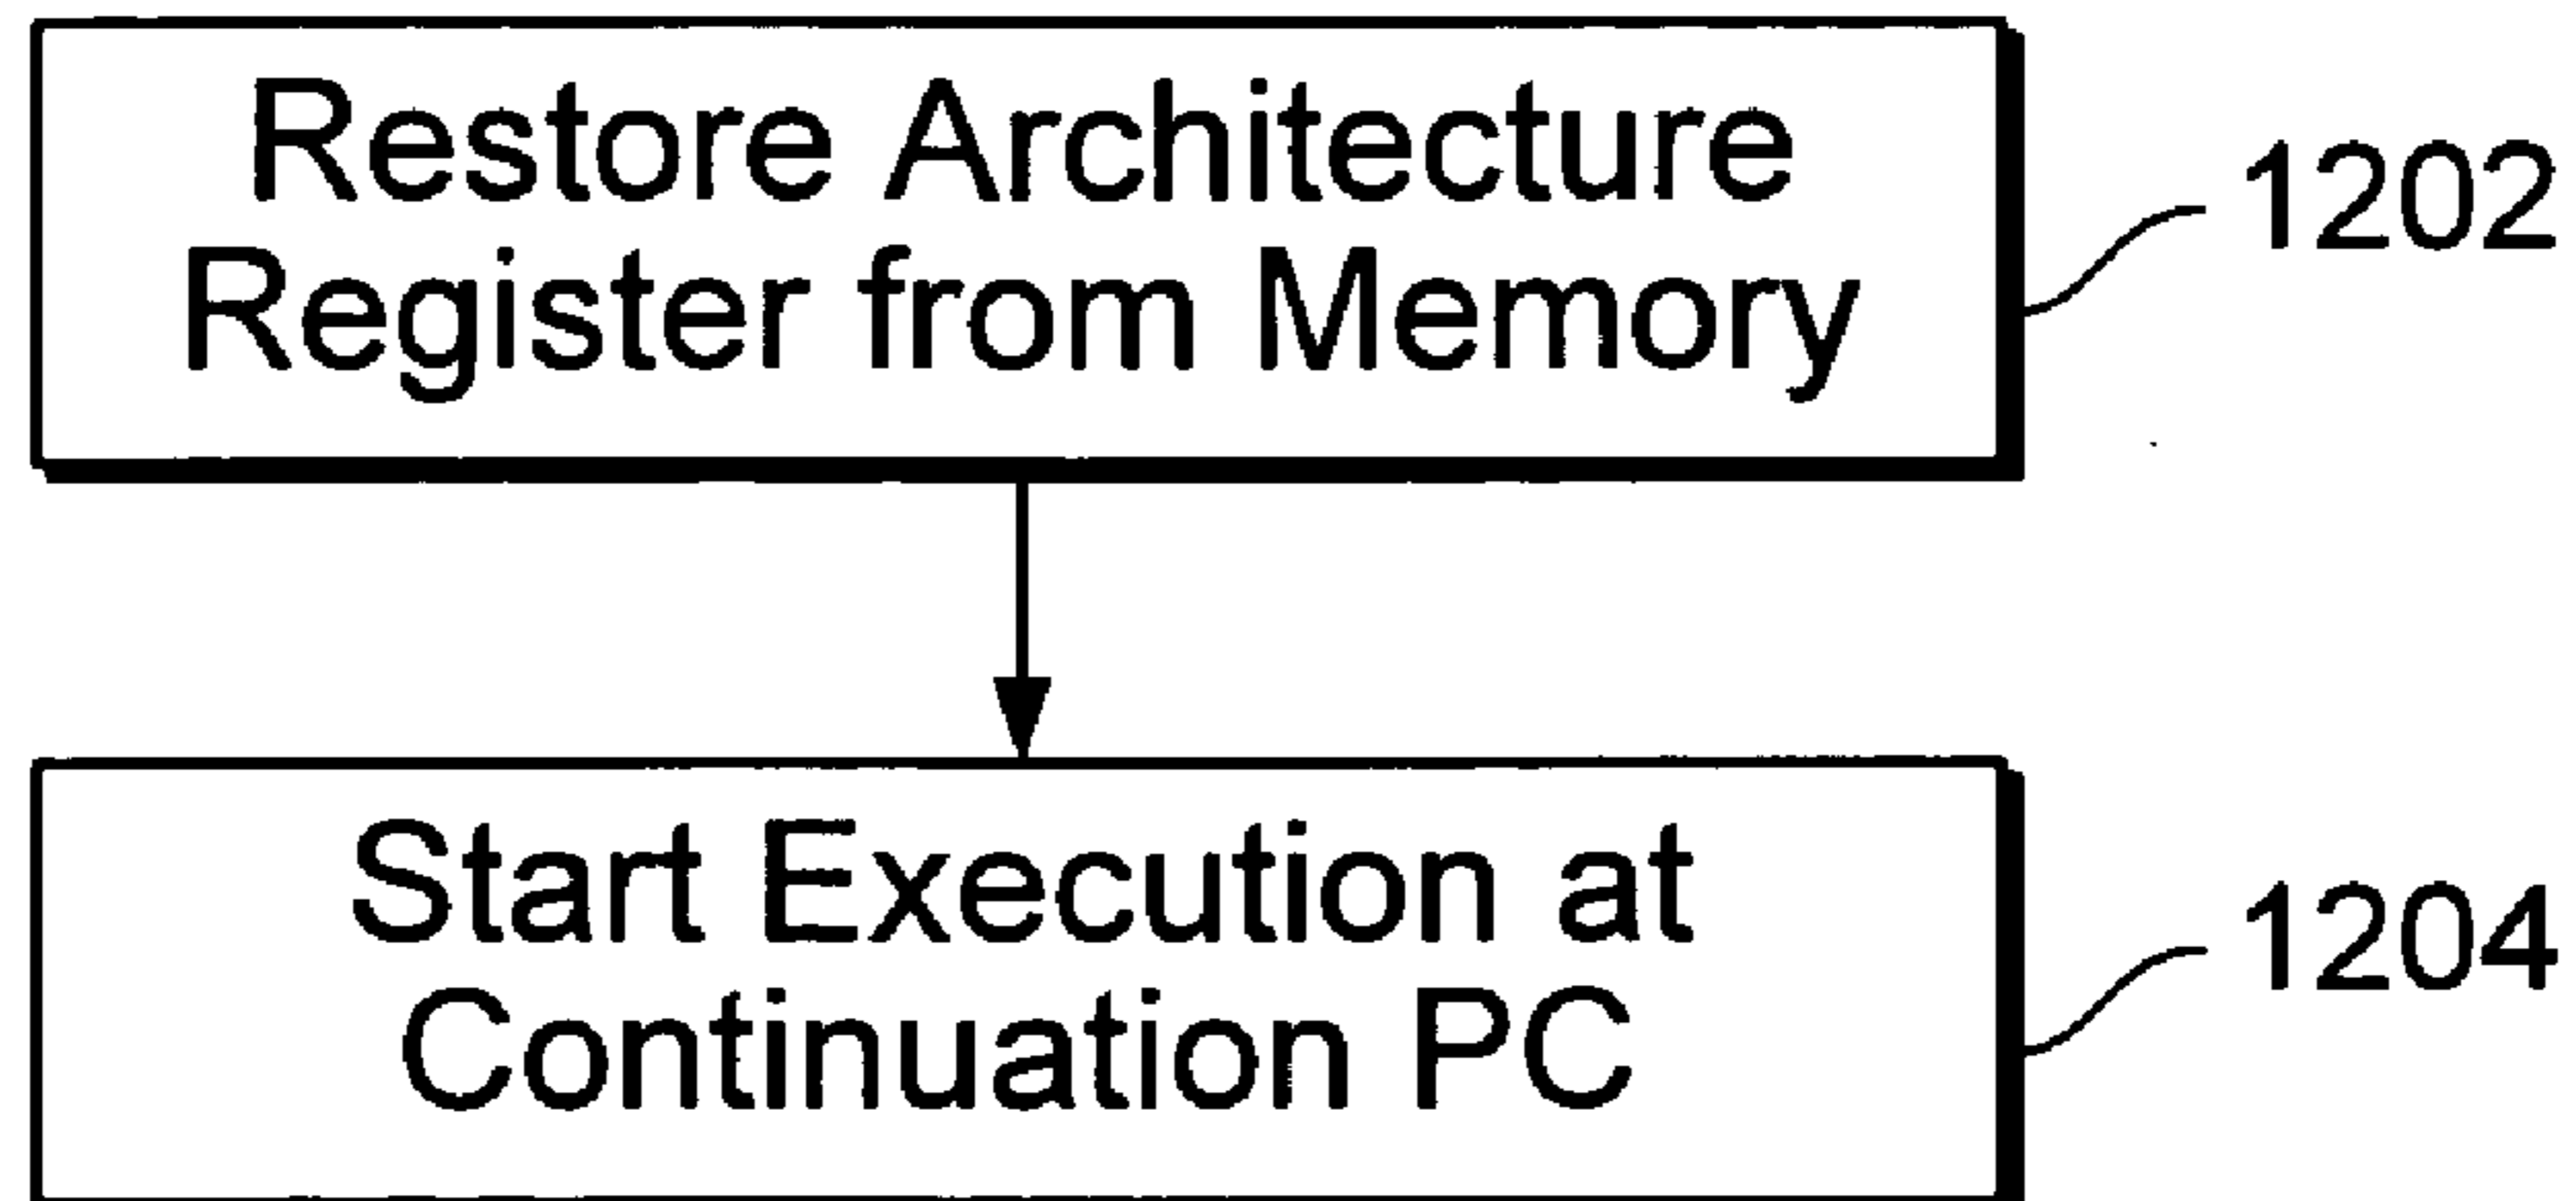 Restore Architecture
Register from Memory
1202
Start Execution at
Continuation PC
1204